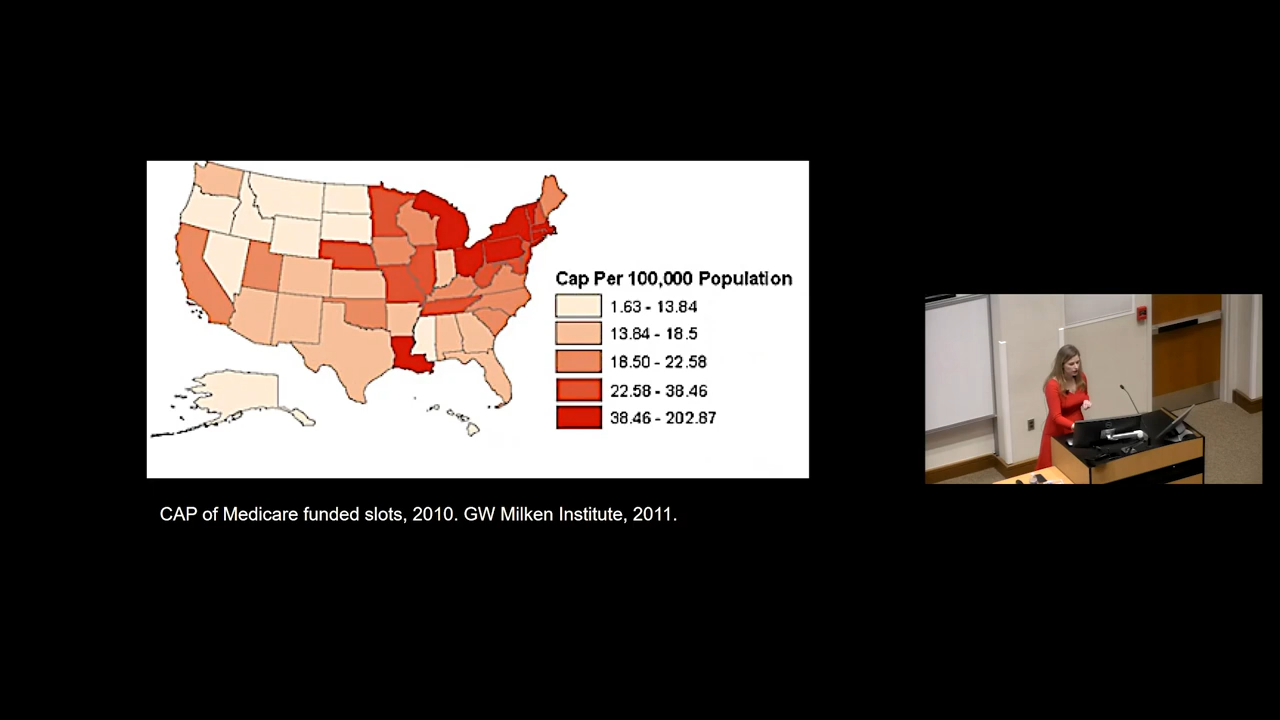 Cap Per 100,000 Population
1.63 - 13.84
13.84 - 18.5
18.50 - 22.58
22.58 - 38.46
38.46 - 202.87
CAP of Medicare funded slots, 2010. GW Milken Institute, 2011.